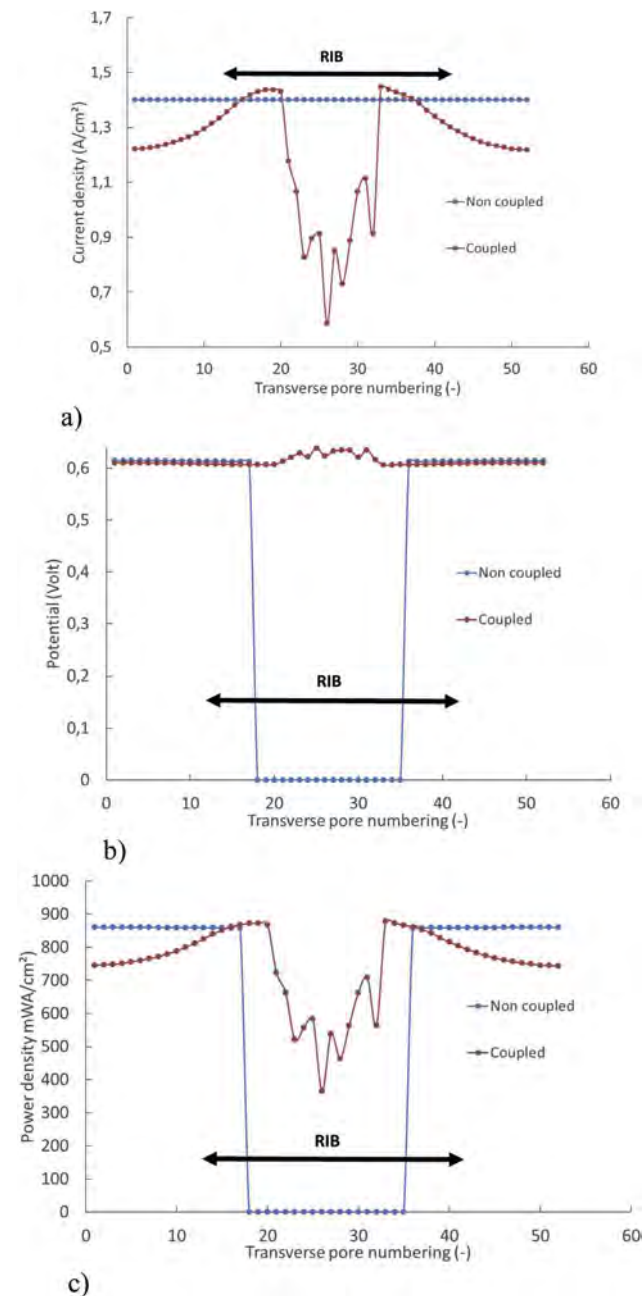 1,7
1,5
1,3
1,1
0,9
0,7
0,5
Current density (A/cm²)
RIB
Non coupled
Coupled
0 10 20 30 40 50 60
Transverse pore numbering (-)
a)
0,6
0,5
0,4
0,3
0,2
0,1
0
Potential (Volt)
Non coupled
Coupled
RIB
0 10 20 30 40 50 60
Transverse pore numbering (-)
b)
1000
900
800
700
600
500
400
300
200
100
0
Power density mWA/cm²)
Non coupled
Coupled
RIB
0 10 20 30 40 50 60
Transverse pore numbering (-)
c)